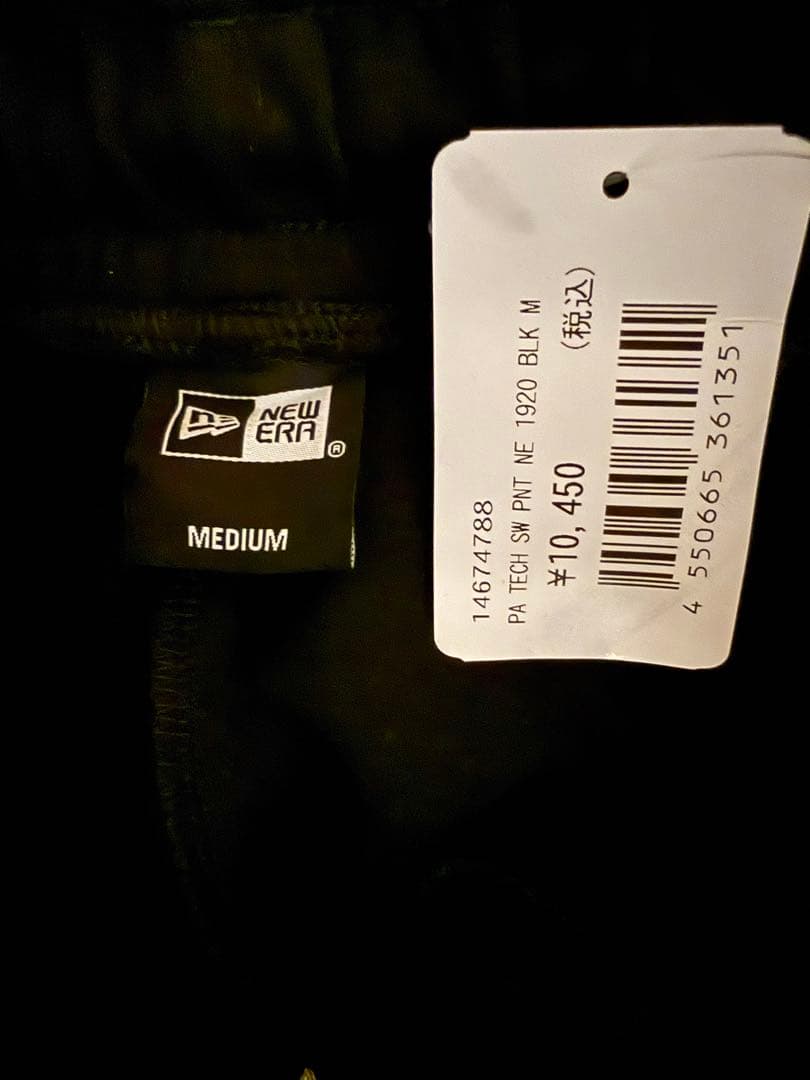 NEW
ERA
®
MEDIUM
14674788
PA TECH SW PNT NE 1920 BLK M
¥10,450
(税込)
4 550665 361351